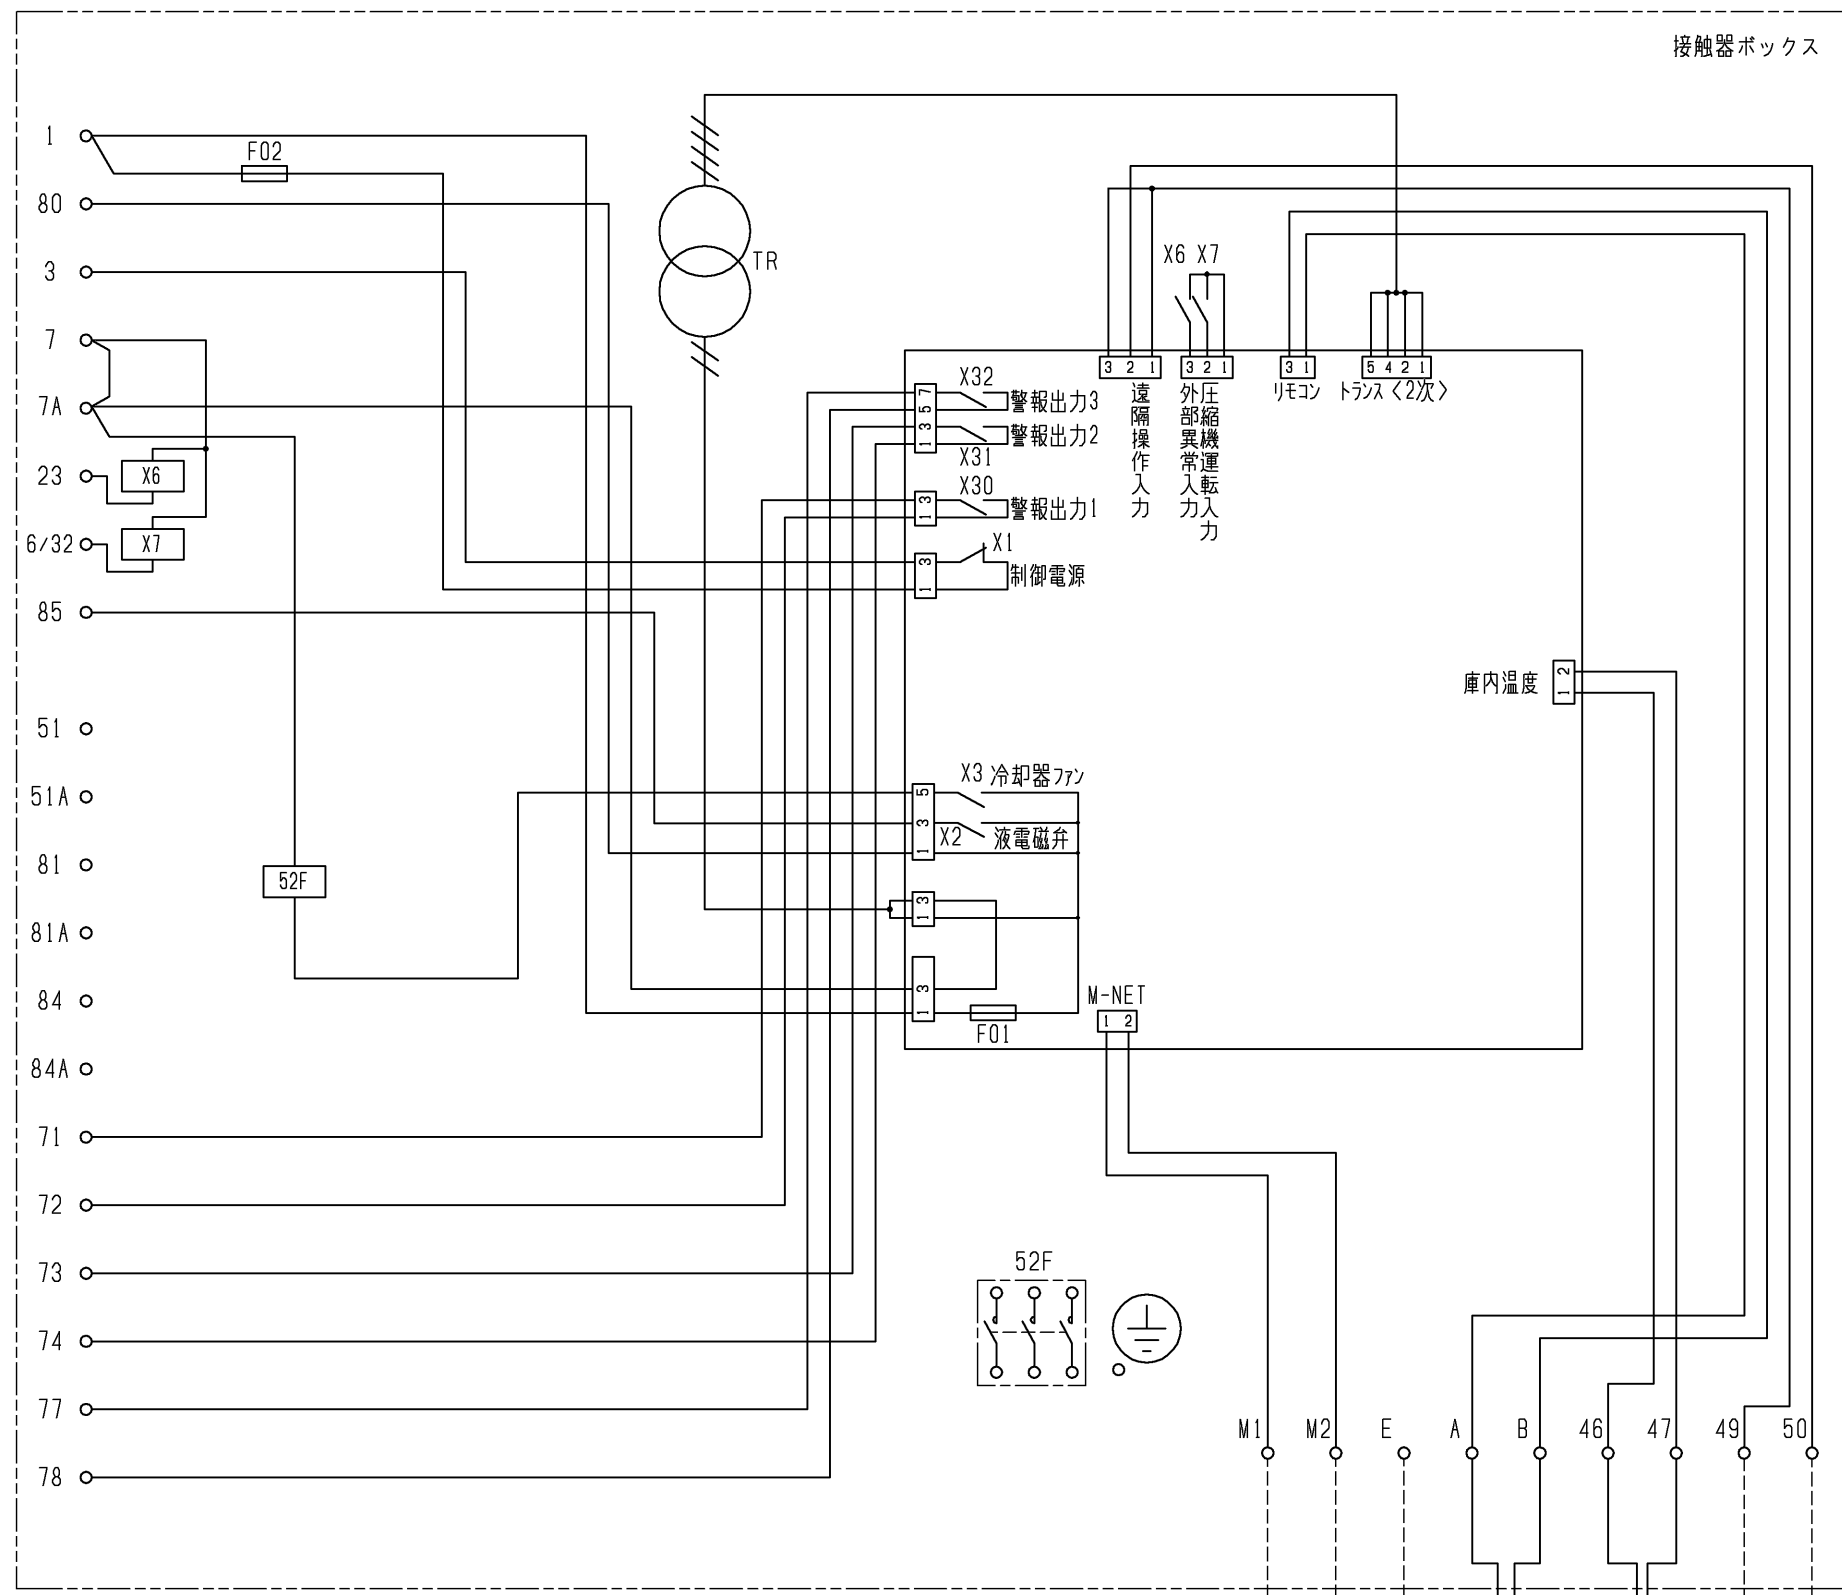 接触器ボックス
1
F02
80
TR
3
X6 X7
7
3 2 1
3 2 1
3 1
5 4 2 1
遠隔操作入力
外部異常入力
圧縮機運転入力
リモコン
トランス〈2次〉
7A
7 5 3 1
X32
警報出力3
警報出力2
X31
23
X6
3 1
X30
警報出力1
6/32
X7
3 1
X1
制御電源
85
庫内温度
2 1
51
51A
5 3 1
X3 冷却器ファン
X2 液電磁弁
81
52F
81A
3 1
84
3 1
F01
M-NET
1 2
84A
71
72
73
52F
74
77
M1 M2 E A B 46 47 49 50
78